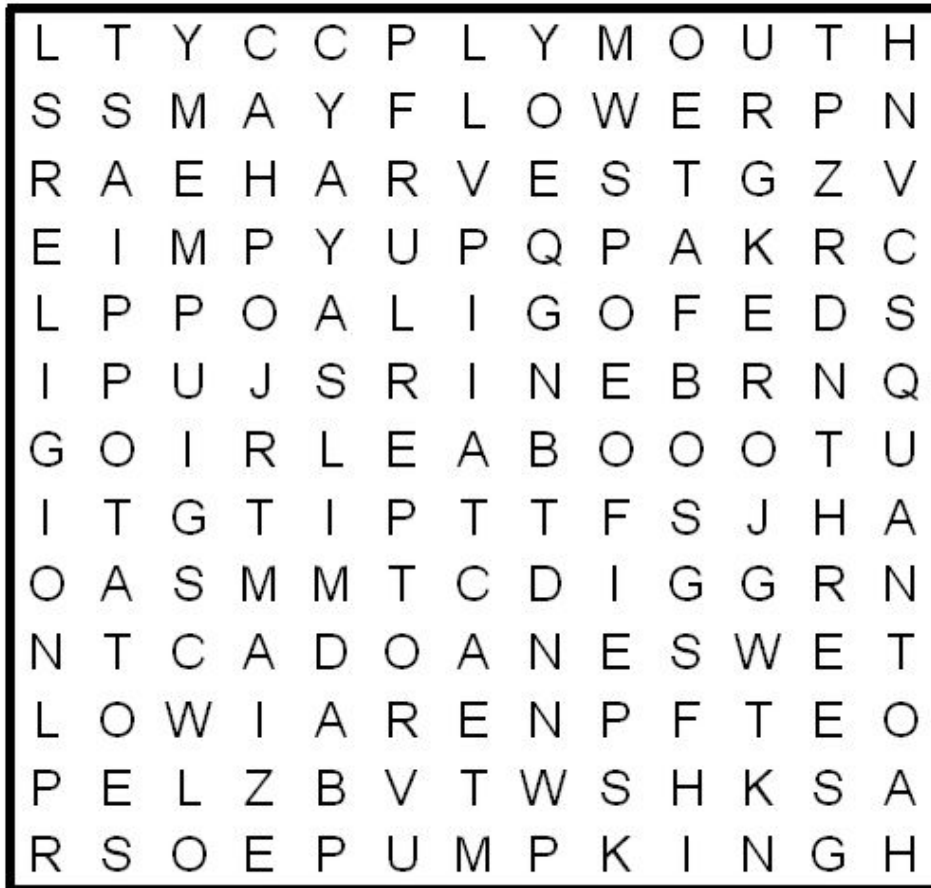 L T Y C C P L Y M O U T H
S S M A Y F L O W E R P N
R A E H A R V E S T G Z V
E I M P Y U P Q P A K R C
L P P O A L I G O F E D S
I P U J S R I N E B R N Q
G O I R L E A B O O O T U
I T G T I P T T F S J H A
O A S M M T C D I G G R N
N T C A D O A N E S W E T
L O W I A R E N P F T E O
P E L Z B V T W S H K S A
R S O E P U M P K I N G H